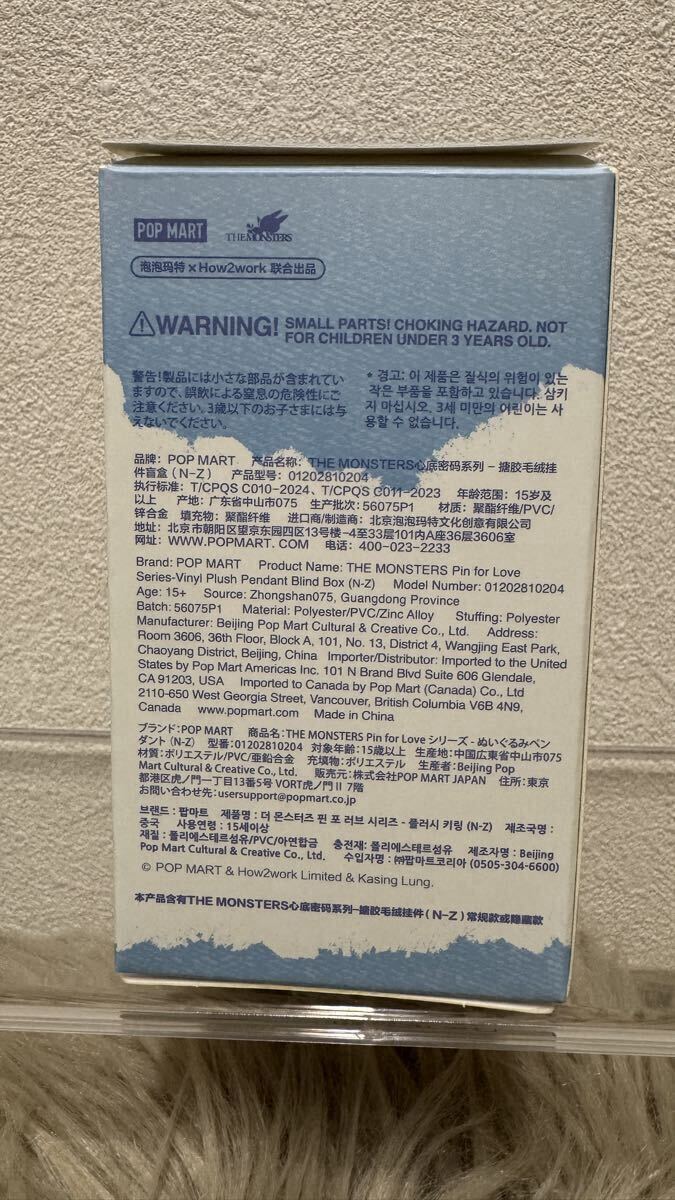 POP MART THE MONSTERS
泡泡玛特 × How2work 联合出品
WARNING! SMALL PARTS! CHOKING HAZARD. NOT
FOR CHILDREN UNDER 3 YEARS OLD.
警告!製品には小さな部品が含まれてい
ますので、誤飲による窒息の危険性にご
注意ください。3歳以下のお子さまには与
えないでください。
* 경고: 이 제품은 질식의 위험이 있는
작은 부품을 포함하고 있습니다. 삼키
지 마십시오. 3세 미만의 어린이는 사
용할 수 없습니다.
品牌：POP MART 产品名称：THE MONSTERS心底密码系列－搪胶毛绒挂
件盲盒（N-Z） 产品型号：01202810204
执行标准：T/CPQS C010-2024、T/CPQS C011-2023 年龄范围：15岁及
以上 产地：广东省中山市075 生产批次：56075P1 材质：聚酯纤维/PVC/
锌合金 填充物：聚酯纤维 进口商/制造商：北京泡泡玛特文化创意有限公司
地址：北京市朝阳区望京东园四区13号楼-4至33层101内A座36层3606室
网址：WWW.POPMART.COM 电话：400-023-2233
Brand: POP MART Product Name: THE MONSTERS Pin for Love
Series-Vinyl Plush Pendant Blind Box (N-Z) Model Number: 01202810204
Age: 15+ Source: Zhongshan075, Guangdong Province
Batch: 56075P1 Material: Polyester/PVC/Zinc Alloy Stuffing: Polyester
Manufacturer: Beijing Pop Mart Cultural & Creative Co., Ltd. Address:
Room 3606, 36th Floor, Block A, 101, No. 13, District 4, Wangjing East Park,
Chaoyang District, Beijing, China Importer/Distributor: Imported to the United
States by Pop Mart Americas Inc. 101 N Brand Blvd Suite 606 Glendale,
CA 91203, USA Imported to Canada by Pop Mart (Canada) Co., Ltd
2110-650 West Georgia Street, Vancouver, British Columbia V6B 4N9,
Canada www.popmart.com Made in China
ブランド：POP MART 商品名：THE MONSTERS Pin for Love シリーズ - ぬいぐるみペン
ダント (N-Z) 型番：01202810204 対象年齢：15歳以上 生産地：中国広東省中山市075
材質：ポリエステル/PVC/亜鉛合金 充填物：ポリエステル 生産者：Beijing Pop
Mart Cultural & Creative Co., Ltd. 販売元：株式会社POP MART JAPAN 住所：東京
都港区虎ノ門一丁目13番5号 VORT虎ノ門Ⅱ 7階
お問い合わせ先：usersupport@popmart.co.jp
브랜드 : 팝마트 제품명 : 더 몬스터즈 핀 포 러브 시리즈 - 플러시 키링 (N-Z) 제조국명 :
중국 사용연령 : 15세이상
재질 : 폴리에스테르섬유/PVC/아연합금 충전재: 폴리에스테르섬유 제조자명 : Beijing
Pop Mart Cultural & Creative Co., Ltd. 수입자명 : ㈜팝마트코리아 (0505-304-6600)
© POP MART & How2work Limited & Kasing Lung.
本产品含有THE MONSTERS心底密码系列-搪胶毛绒挂件（N-Z）常规款或隐藏款